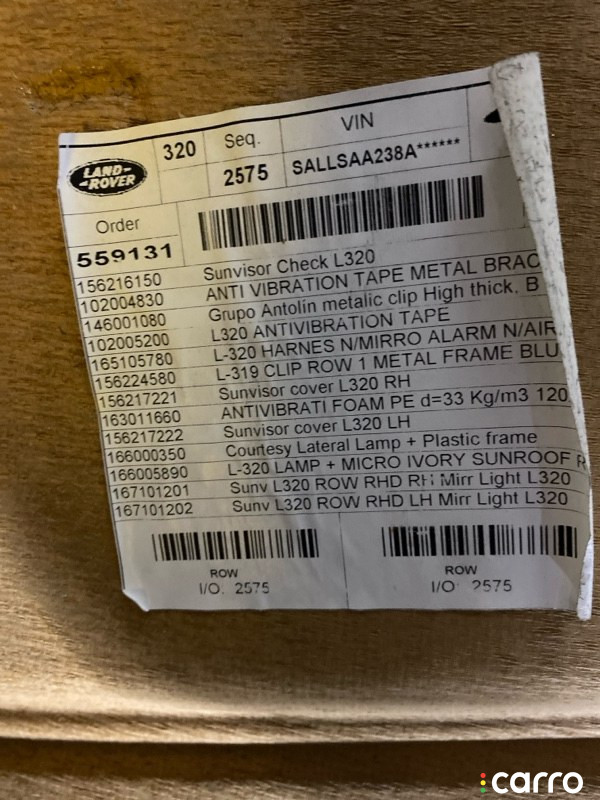 LAND-
-ROVER
320
Seq.
2575
VIN
SALLSAA238A******
Order
559131
156216150 Sunvisor Check L320
102004830 ANTI VIBRATION TAPE METAL BRAC
146001080 Grupo Antolin metalic clip High thick. B
102005200 L320 ANTIVIBRATION TAPE
165105780 L-320 HARNES N/MIRRO ALARM N/AIR
156224580 L-319 CLIP ROW 1 METAL FRAME BLU
156217221 Sunvisor cover L320 RH
163011660 ANTIVIBRATI FOAM PE d=33 Kg/m3 120
156217222 Sunvisor cover L320 LH
166000350 Courtesy Lateral Lamp + Plastic frame
166005890 L-320 LAMP + MICRO IVORY SUNROOF R
167101201 Sunv L320 ROW RHD RH Mirr Light L320
167101202 Sunv L320 ROW RHD LH Mirr Light L320
ROW
I/O. 2575
ROW
I/O: 2575
carro